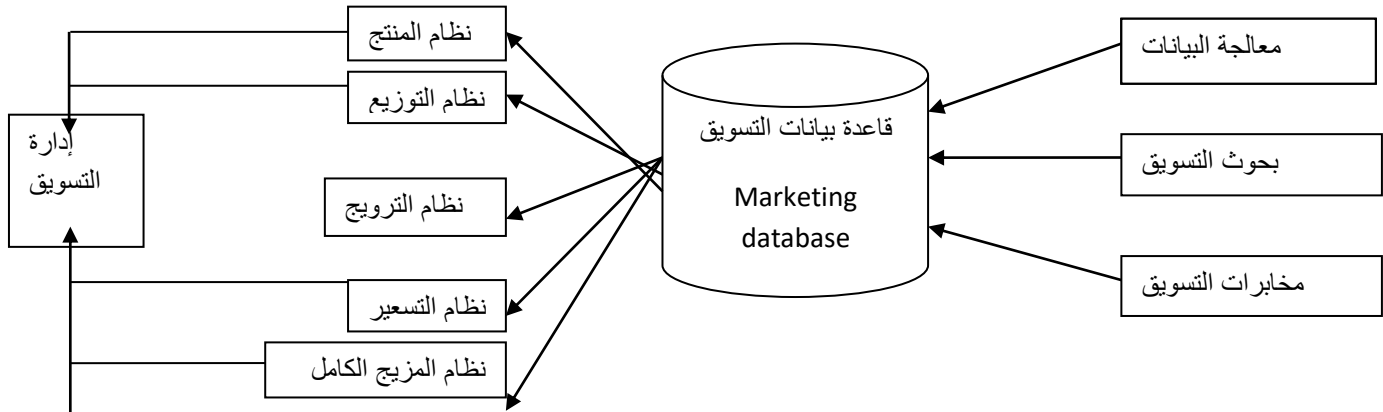 معالجة البيانات
بحوث التسويق
مخابرات التسويق
قاعدة بيانات التسويق
Marketing
database
نظام المنتج
نظام التوزيع
نظام الترويج
نظام التسعير
نظام المزيج الكامل
إدارة
التسويق